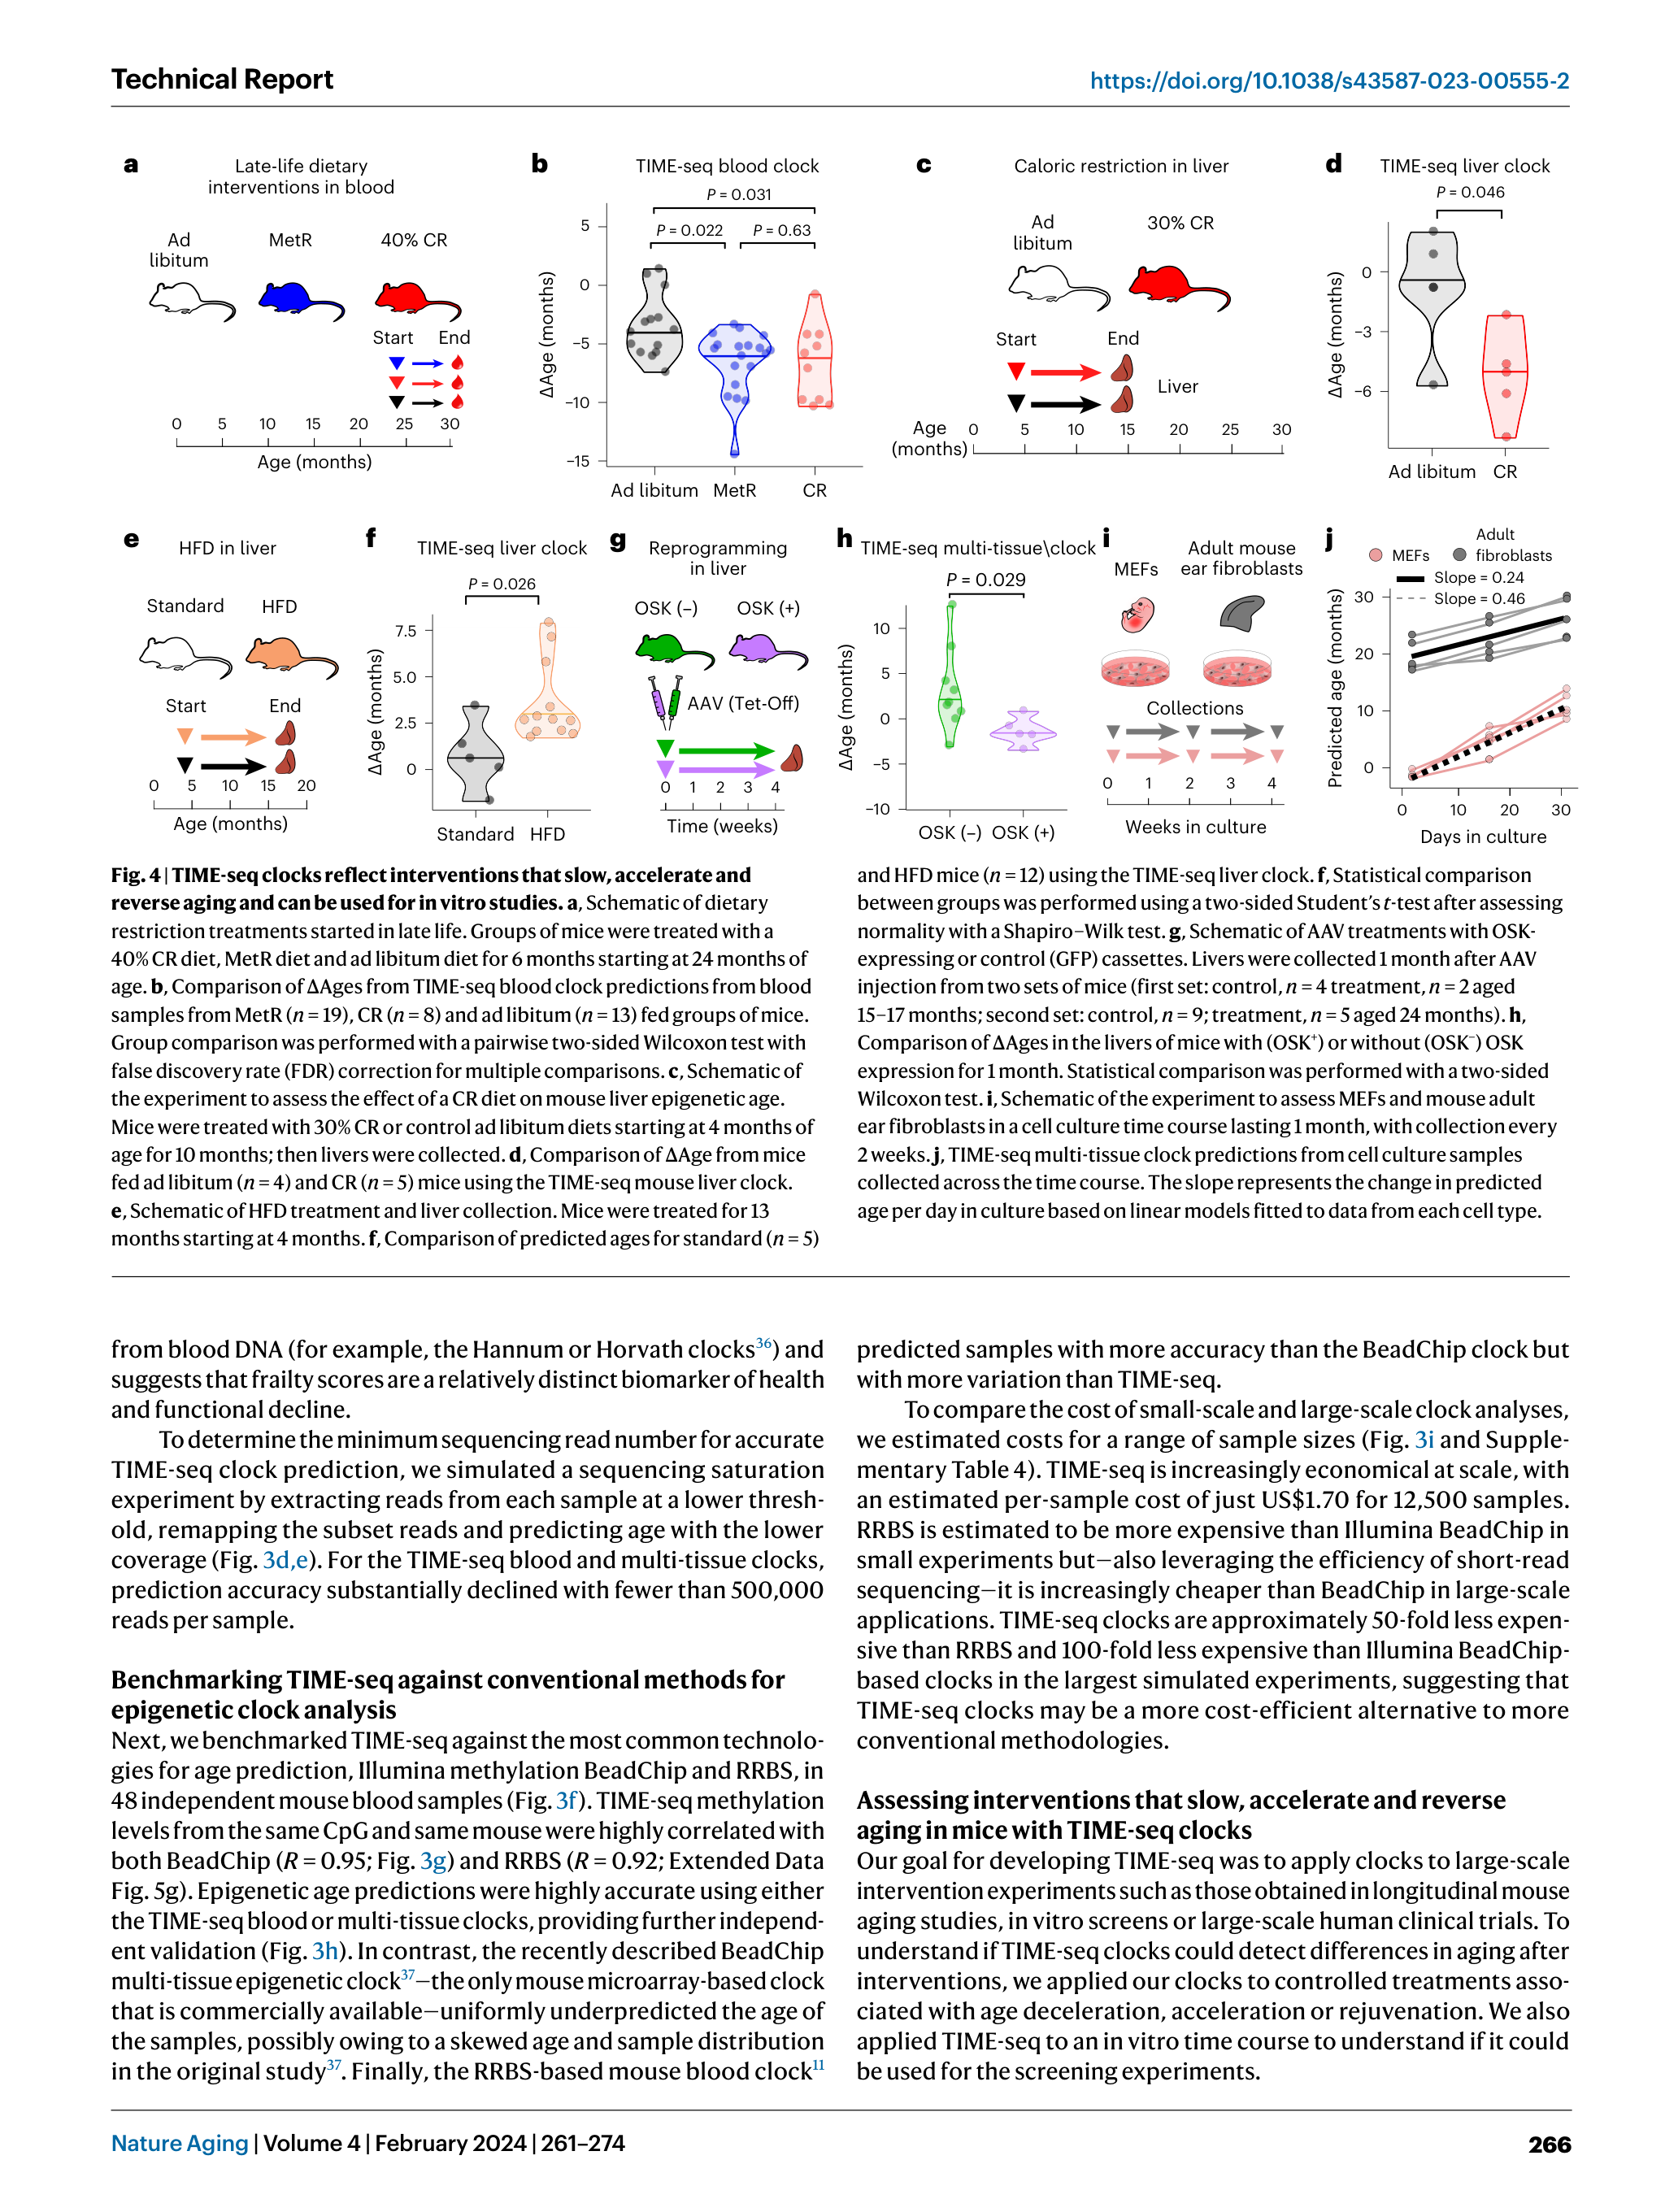 Technical Report
https://doi.org/10.1038/s43587-023-00555-2
a
Late-life dietary
interventions in blood
Ad
libitum
MetR
40% CR
Start
End
0 5 10 15 20 25 30
Age (months)
b
TIME-seq blood clock
P = 0.031
P = 0.022
P = 0.63
5
0
−5
−10
−15
ΔAge (months)
Ad libitum MetR CR
c
Caloric restriction in liver
Ad
libitum
30% CR
Start
End
Liver
Age
(months)
0 5 10 15 20 25 30
d
TIME-seq liver clock
P = 0.046
0
−3
−6
ΔAge (months)
Ad libitum CR
e
HFD in liver
Standard
HFD
Start
End
0 5 10 15 20
Age (months)
f
TIME-seq liver clock
P = 0.026
7.5
5.0
2.5
0
ΔAge (months)
Standard HFD
g
Reprogramming
in liver
OSK (−)
OSK (+)
AAV (Tet-Off)
0 1 2 3 4
Time (weeks)
h
TIME-seq multi-tissue\clock
P = 0.029
10
5
0
−5
−10
ΔAge (months)
OSK (−) OSK (+)
i
MEFs
Adult mouse
ear fibroblasts
Collections
0 1 2 3 4
Weeks in culture
j
MEFs
Adult
fibroblasts
Slope = 0.24
Slope = 0.46
30
20
10
0
Predicted age (months)
0 10 20 30
Days in culture
Fig. 4 | TIME-seq clocks reflect interventions that slow, accelerate and
reverse aging and can be used for in vitro studies. a, Schematic of dietary
restriction treatments started in late life. Groups of mice were treated with a
40% CR diet, MetR diet and ad libitum diet for 6 months starting at 24 months of
age. b, Comparison of ΔAges from TIME-seq blood clock predictions from blood
samples from MetR (n = 19), CR (n = 8) and ad libitum (n = 13) fed groups of mice.
Group comparison was performed with a pairwise two-sided Wilcoxon test with
false discovery rate (FDR) correction for multiple comparisons. c, Schematic of
the experiment to assess the effect of a CR diet on mouse liver epigenetic age.
Mice were treated with 30% CR or control ad libitum diets starting at 4 months of
age for 10 months; then livers were collected. d, Comparison of ΔAge from mice
fed ad libitum (n = 4) and CR (n = 5) mice using the TIME-seq mouse liver clock.
e, Schematic of HFD treatment and liver collection. Mice were treated for 13
months starting at 4 months. f, Comparison of predicted ages for standard (n = 5)
and HFD mice (n = 12) using the TIME-seq liver clock. f, Statistical comparison
between groups was performed using a two-sided Student's t-test after assessing
normality with a Shapiro–Wilk test. g, Schematic of AAV treatments with OSK-
expressing or control (GFP) cassettes. Livers were collected 1 month after AAV
injection from two sets of mice (first set: control, n = 4 treatment, n = 2 aged
15–17 months; second set: control, n = 9; treatment, n = 5 aged 24 months). h,
Comparison of ΔAges in the livers of mice with (OSK⁺) or without (OSK⁻) OSK
expression for 1 month. Statistical comparison was performed with a two-sided
Wilcoxon test. i, Schematic of the experiment to assess MEFs and mouse adult
ear fibroblasts in a cell culture time course lasting 1 month, with collection every
2 weeks. j, TIME-seq multi-tissue clock predictions from cell culture samples
collected across the time course. The slope represents the change in predicted
age per day in culture based on linear models fitted to data from each cell type.
from blood DNA (for example, the Hannum or Horvath clocks³⁶) and
suggests that frailty scores are a relatively distinct biomarker of health
and functional decline.
To determine the minimum sequencing read number for accurate
TIME-seq clock prediction, we simulated a sequencing saturation
experiment by extracting reads from each sample at a lower thresh-
old, remapping the subset reads and predicting age with the lower
coverage (Fig. 3d,e). For the TIME-seq blood and multi-tissue clocks,
prediction accuracy substantially declined with fewer than 500,000
reads per sample.
Benchmarking TIME-seq against conventional methods for
epigenetic clock analysis
Next, we benchmarked TIME-seq against the most common technolo-
gies for age prediction, Illumina methylation BeadChip and RRBS, in
48 independent mouse blood samples (Fig. 3f). TIME-seq methylation
levels from the same CpG and same mouse were highly correlated with
both BeadChip (R = 0.95; Fig. 3g) and RRBS (R = 0.92; Extended Data
Fig. 5g). Epigenetic age predictions were highly accurate using either
the TIME-seq blood or multi-tissue clocks, providing further independ-
ent validation (Fig. 3h). In contrast, the recently described BeadChip
multi-tissue epigenetic clock³⁷—the only mouse microarray-based clock
that is commercially available—uniformly underpredicted the age of
the samples, possibly owing to a skewed age and sample distribution
in the original study³⁷. Finally, the RRBS-based mouse blood clock¹¹
predicted samples with more accuracy than the BeadChip clock but
with more variation than TIME-seq.
To compare the cost of small-scale and large-scale clock analyses,
we estimated costs for a range of sample sizes (Fig. 3i and Supple-
mentary Table 4). TIME-seq is increasingly economical at scale, with
an estimated per-sample cost of just US$1.70 for 12,500 samples.
RRBS is estimated to be more expensive than Illumina BeadChip in
small experiments but—also leveraging the efficiency of short-read
sequencing—it is increasingly cheaper than BeadChip in large-scale
applications. TIME-seq clocks are approximately 50-fold less expen-
sive than RRBS and 100-fold less expensive than Illumina BeadChip-
based clocks in the largest simulated experiments, suggesting that
TIME-seq clocks may be a more cost-efficient alternative to more
conventional methodologies.
Assessing interventions that slow, accelerate and reverse
aging in mice with TIME-seq clocks
Our goal for developing TIME-seq was to apply clocks to large-scale
intervention experiments such as those obtained in longitudinal mouse
aging studies, in vitro screens or large-scale human clinical trials. To
understand if TIME-seq clocks could detect differences in aging after
interventions, we applied our clocks to controlled treatments asso-
ciated with age deceleration, acceleration or rejuvenation. We also
applied TIME-seq to an in vitro time course to understand if it could
be used for the screening experiments.
Nature Aging | Volume 4 | February 2024 | 261–274
266